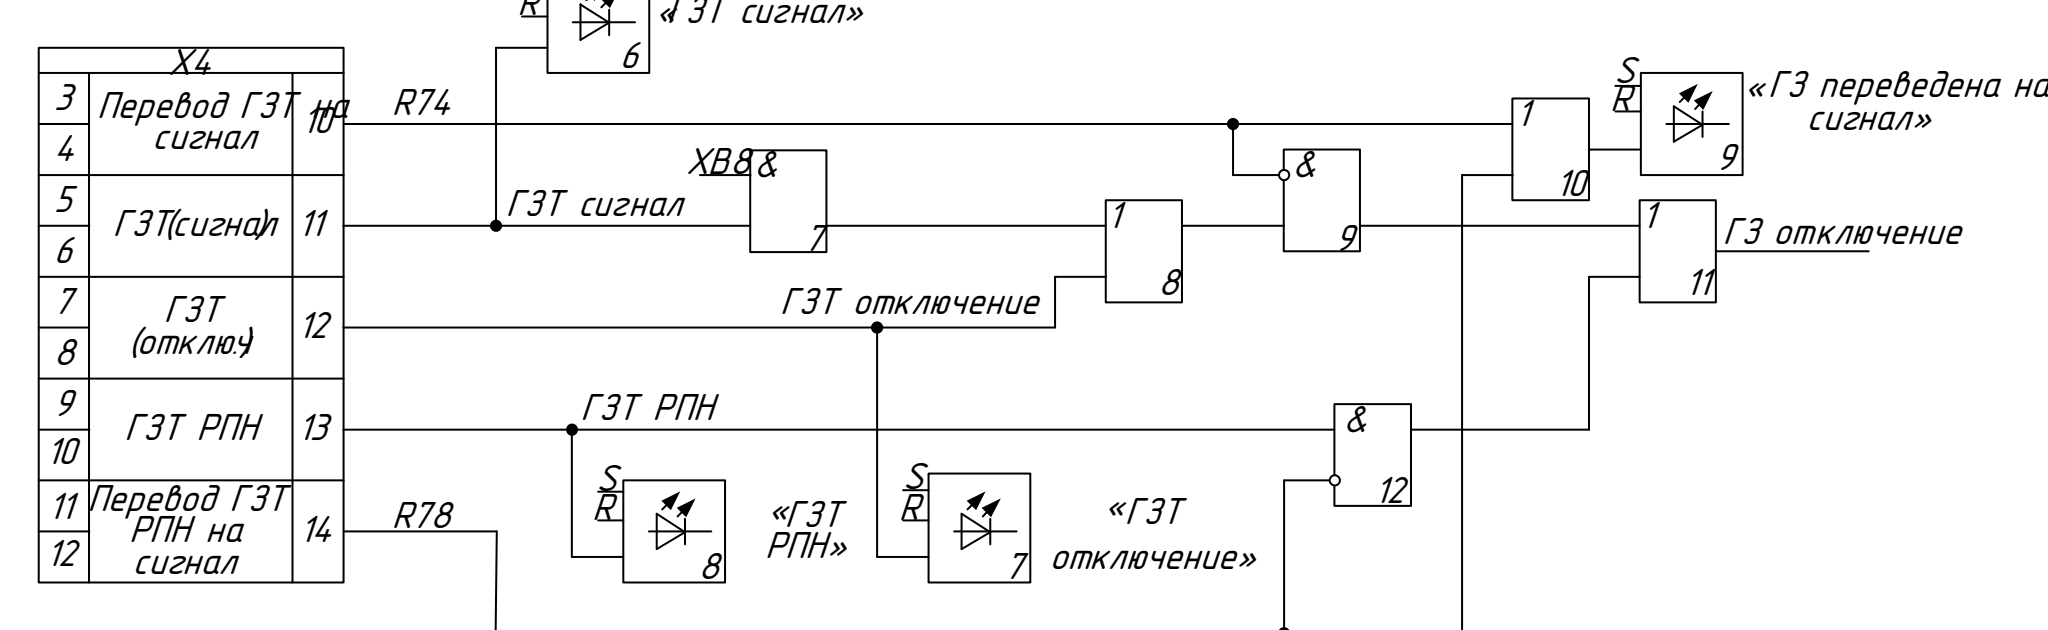 R
«ГЗТ сигнал»
6
X4
3
Перевод ГЗТ на
сигнал
10
R74
4
5
ГЗТ(сигнал)
11
6
ГЗТ сигнал
XB8
&
7
7
ГЗТ
(отключ.)
12
8
ГЗТ отключение
1
8
&
9
1
10
S
R
9
«ГЗ переведена на
сигнал»
1
11
ГЗ отключение
9
ГЗТ РПН
13
10
ГЗТ РПН
&
12
11
Перевод ГЗТ
РПН на
сигнал
14
12
R78
S
R
8
«ГЗТ
РПН»
S
R
7
«ГЗТ
отключение»